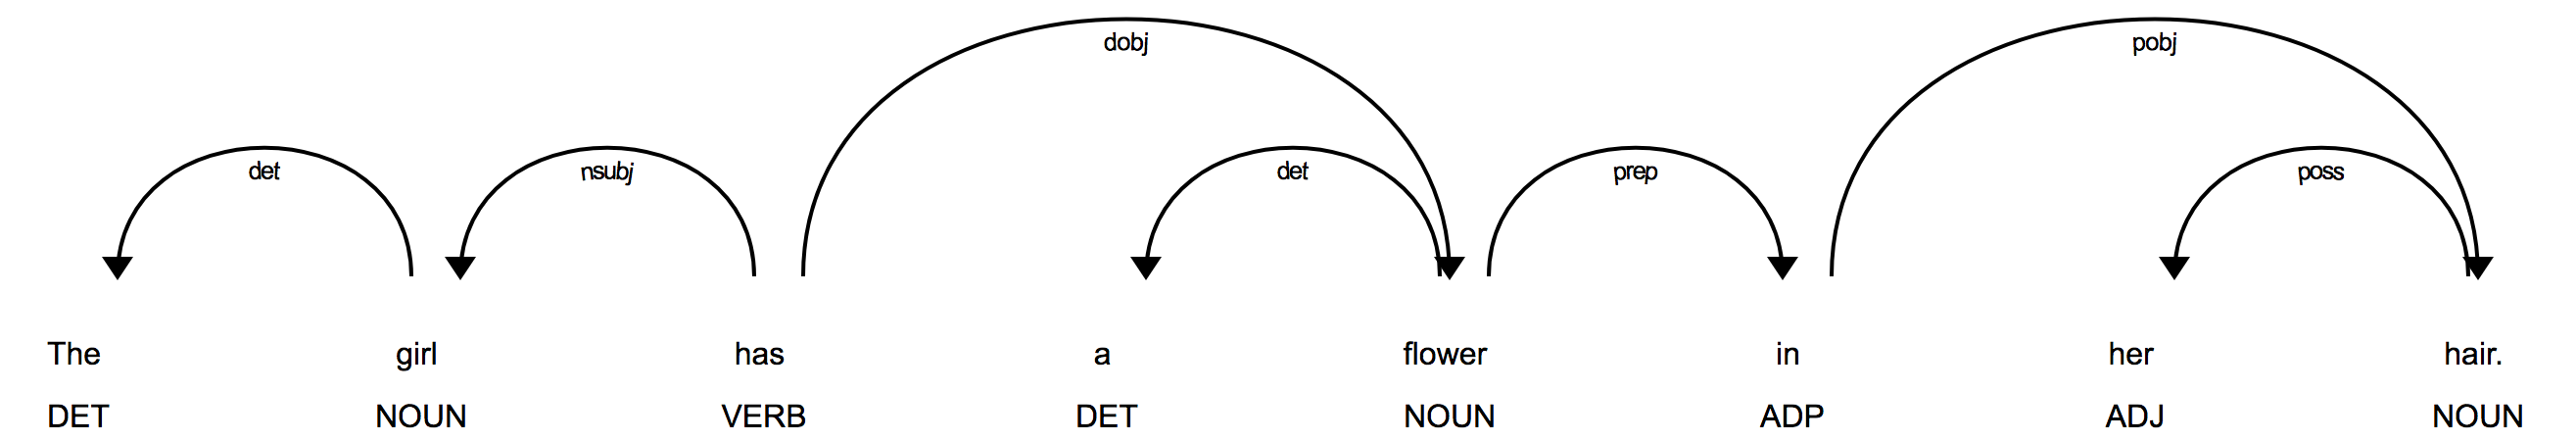 dobj pobj
det nsubj det prep poss
The girl has a flower in her hair.
DET NOUN VERB DET NOUN ADP ADJ NOUN